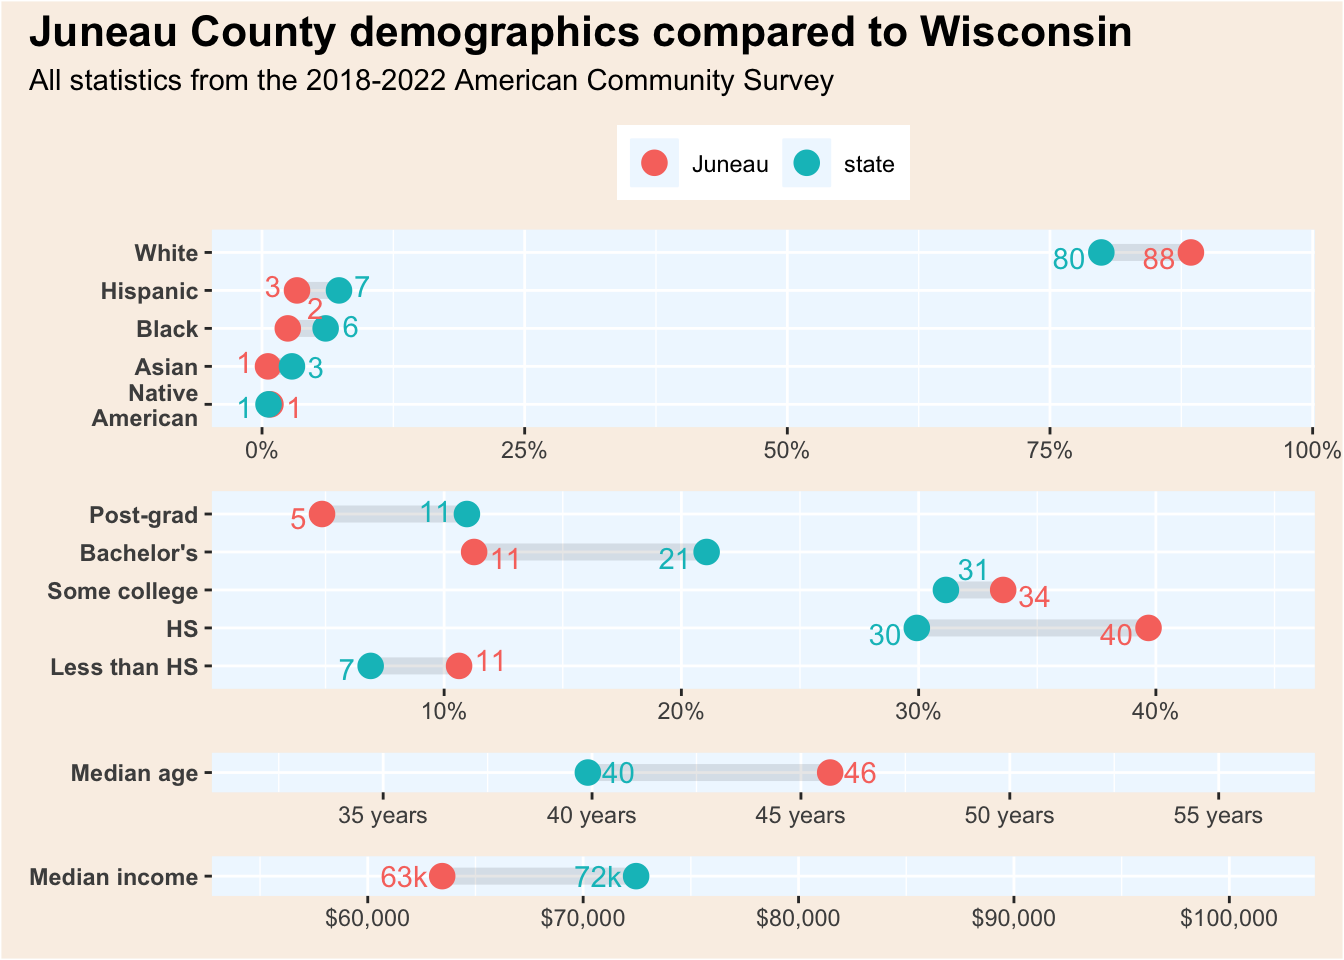 Juneau County demographics compared to Wisconsin
All statistics from the 2018-2022 American Community Survey
Juneau state
White 80 88
Hispanic 3 7
Black 2 6
Asian 1 3
Native
American 1 1
0% 25% 50% 75% 100%
Post-grad 5 11
Bachelor's 11 21
Some college 31 34
HS 30 40
Less than HS 7 11
10% 20% 30% 40%
Median age 40 46
35 years 40 years 45 years 50 years 55 years
Median income 63k 72k
$60,000 $70,000 $80,000 $90,000 $100,000